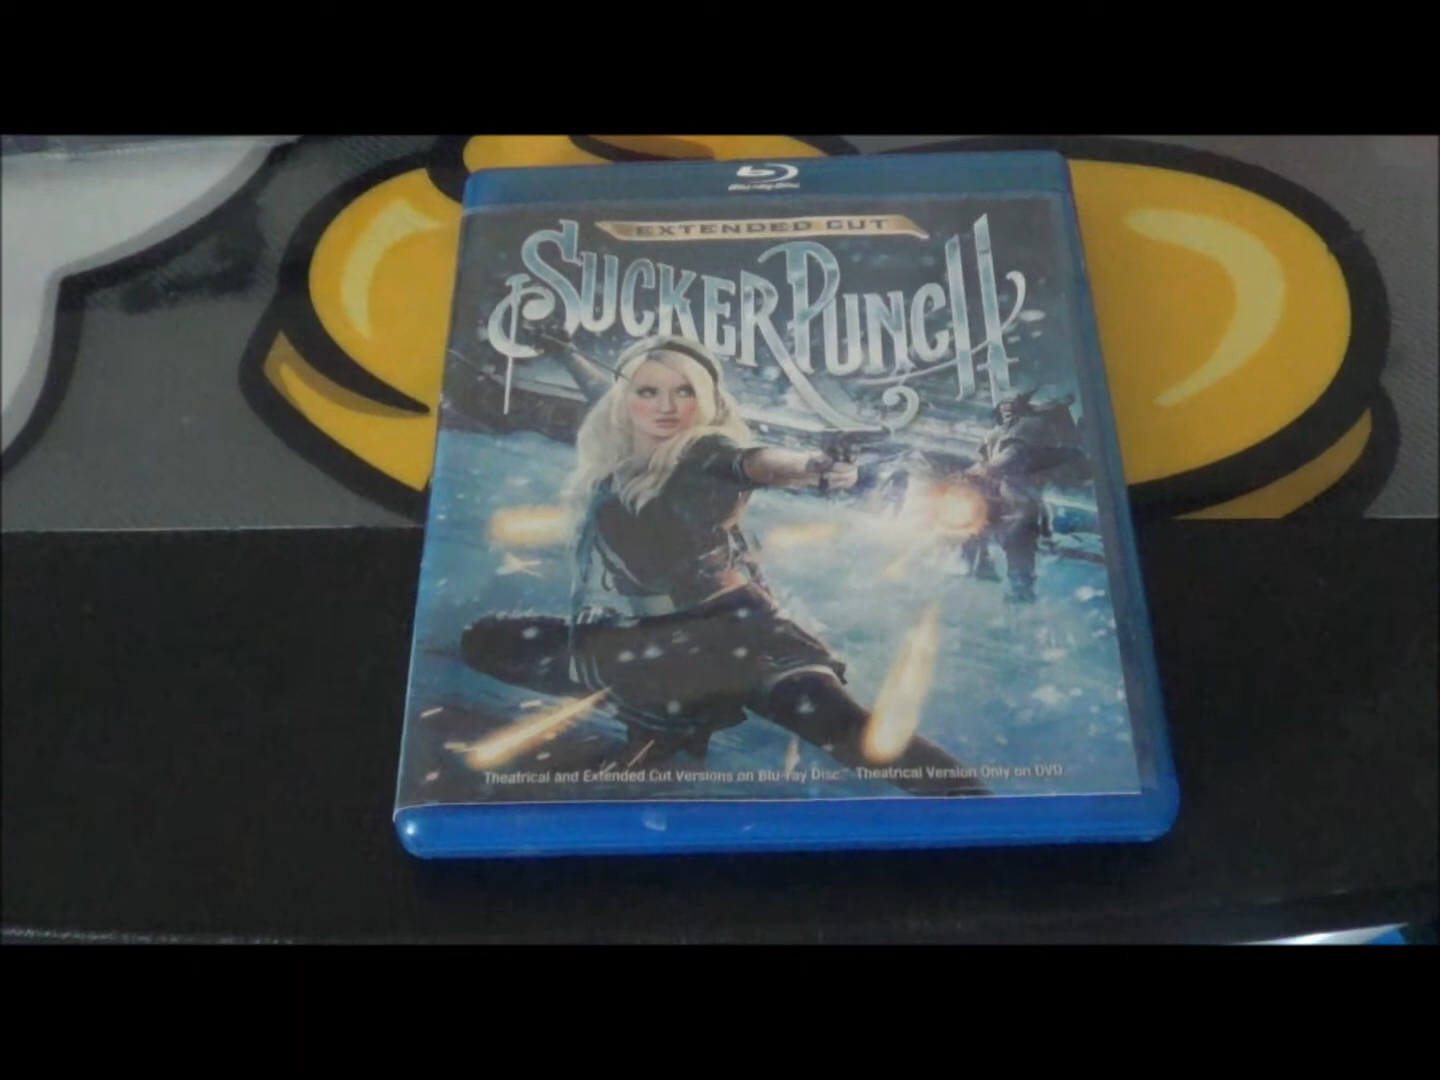 Blu-ray Disc
EXTENDED CUT
SUCKER PUNCH
Theatrical and Extended Cut Versions on Blu-ray Disc™ Theatrical Version Only on DVD